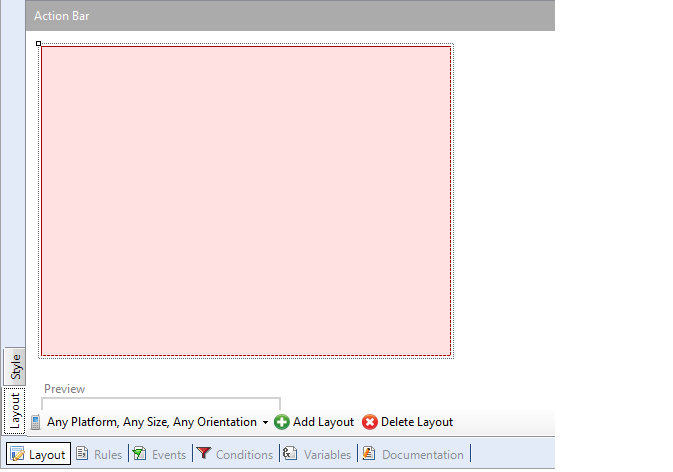 Action Bar
Style
Layout
Preview
Any Platform, Any Size, Any Orientation Add Layout Delete Layout
Layout Rules Events Conditions Variables Documentation